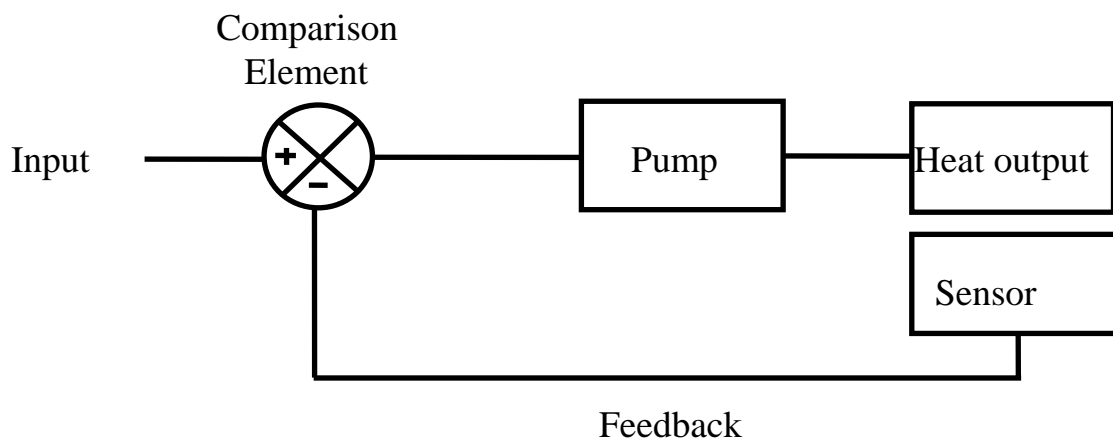 Comparison
Element
Input
+
-
Pump
Heat output
Sensor
Feedback